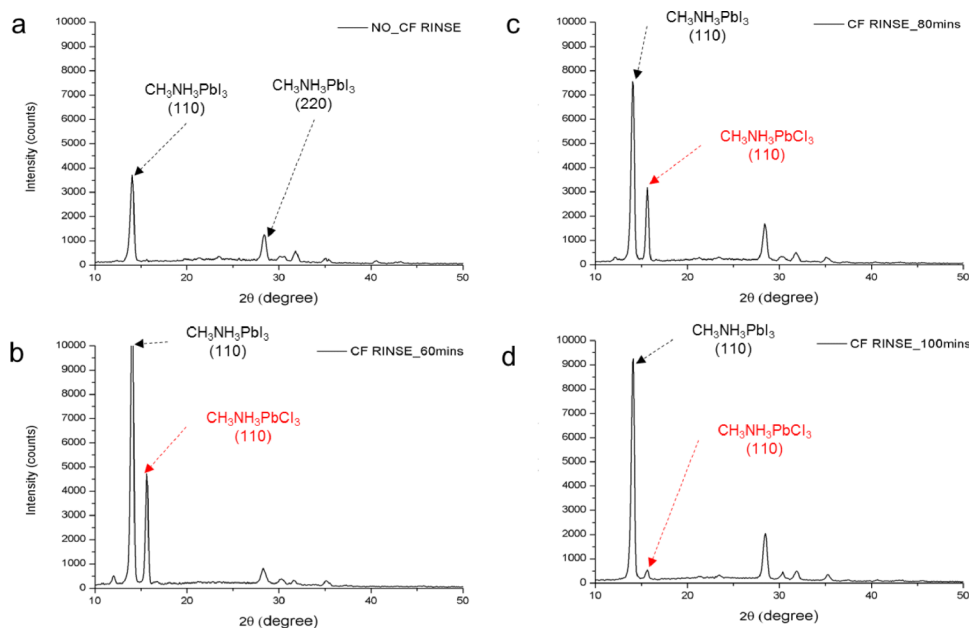 a
NO_CF RINSE
CH₃NH₃PbI₃
(110)
CH₃NH₃PbI₃
(220)
Intensity (counts)
10000
9000
8000
7000
6000
5000
4000
3000
2000
1000
0
10 20 30 40 50
2θ (degree)
c
CF RINSE_80mins
CH₃NH₃PbI₃
(110)
CH₃NH₃PbCl₃
(110)
10000
9000
8000
7000
6000
5000
4000
3000
2000
1000
0
10 20 30 40 50
2θ (degree)
b
CF RINSE_60mins
CH₃NH₃PbI₃
(110)
CH₃NH₃PbCl₃
(110)
Intensity (counts)
10000
9000
8000
7000
6000
5000
4000
3000
2000
1000
0
10 20 30 40 50
2θ (degree)
d
CF RINSE_100mins
CH₃NH₃PbI₃
(110)
CH₃NH₃PbCl₃
(110)
10000
9000
8000
7000
6000
5000
4000
3000
2000
1000
0
10 20 30 40 50
2θ (degree)